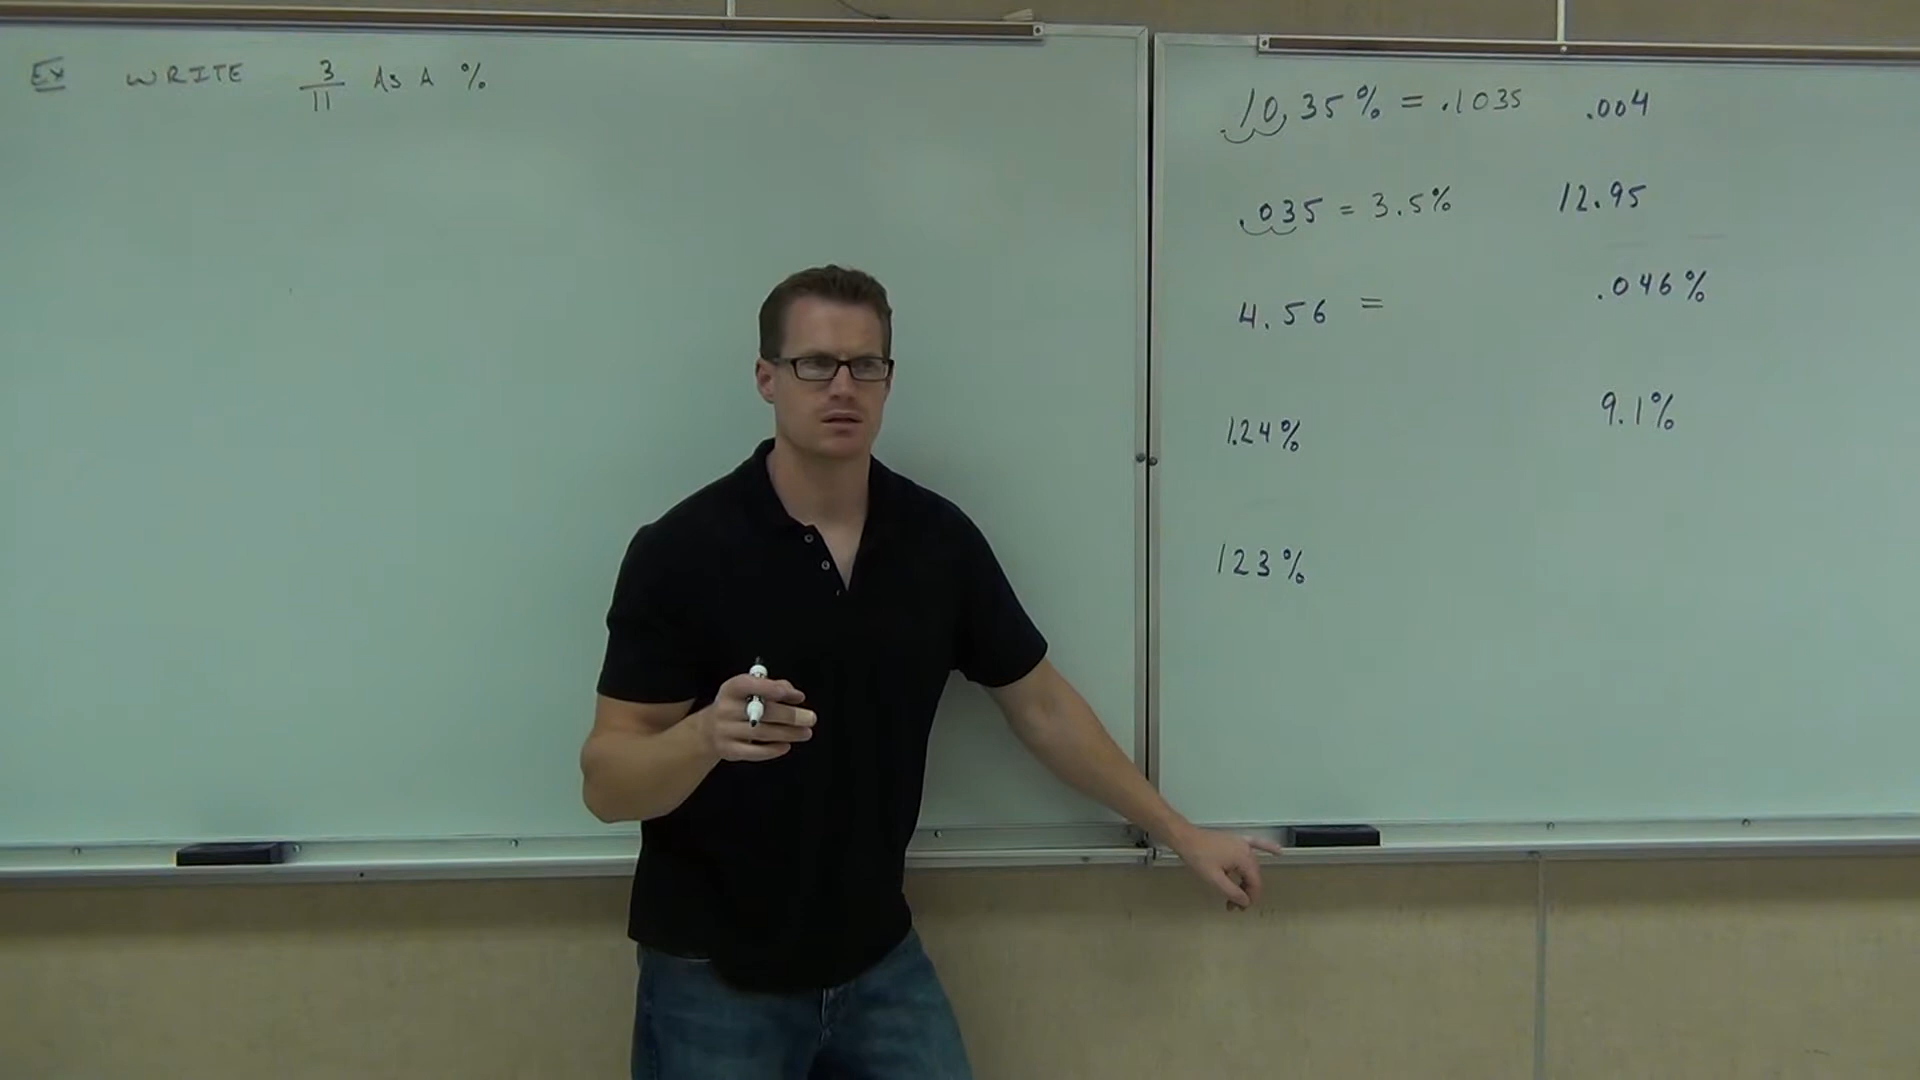 Ex WRITE 3/11 As A %
10.35% = .1035 .004
.035 = 3.5% 12.95
4.56 = .046%
1.24% 9.1%
123%